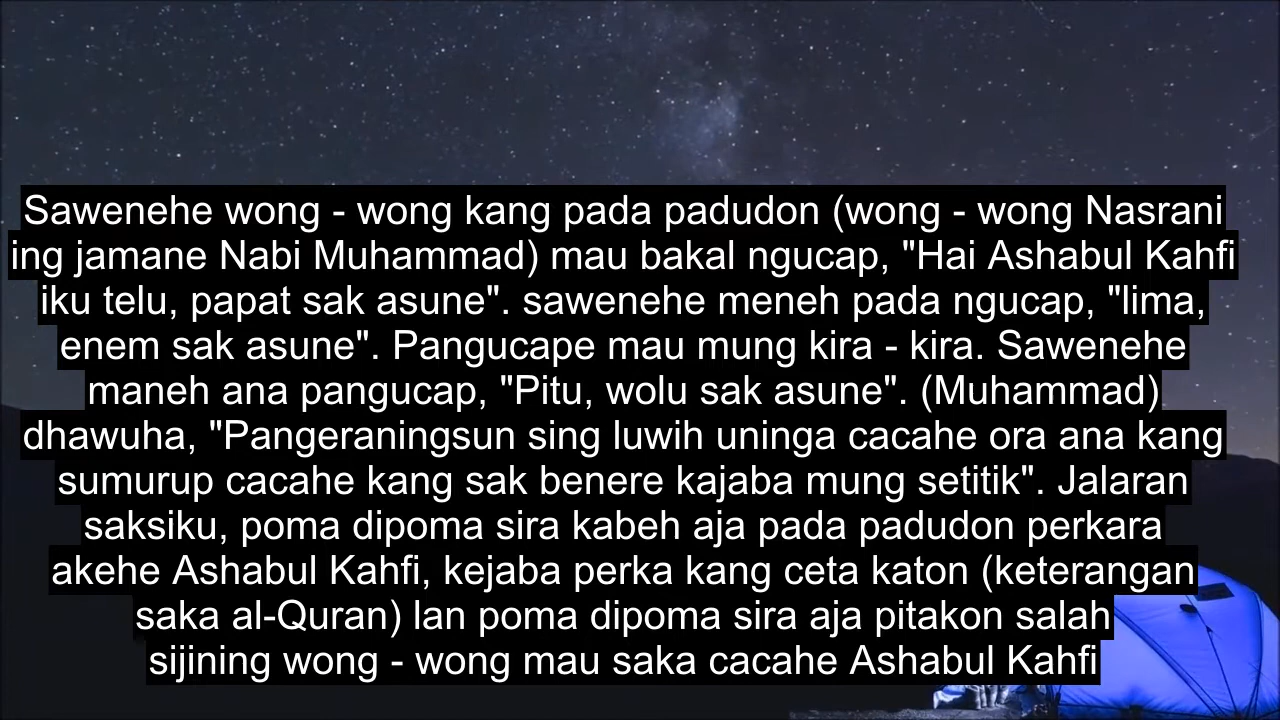 Sawenehe wong - wong kang pada padudon (wong - wong Nasrani
ing jamane Nabi Muhammad) mau bakal ngucap, "Hai Ashabul Kahfi
iku telu, papat sak asune". sawenehe meneh pada ngucap, "lima,
enem sak asune". Pangucape mau mung kira - kira. Sawenehe
maneh ana pangucap, "Pitu, wolu sak asune". (Muhammad)
dhawuha, "Pangeraningsun sing luwih uninga cacahe ora ana kang
sumurup cacahe kang sak benere kajaba mung setitik". Jalaran
saksiku, poma dipoma sira kabeh aja pada padudon perkara
akehe Ashabul Kahfi, kejaba perka kang ceta katon (keterangan
saka al-Quran) lan poma dipoma sira aja pitakon salah
sijining wong - wong mau saka cacahe Ashabul Kahfi